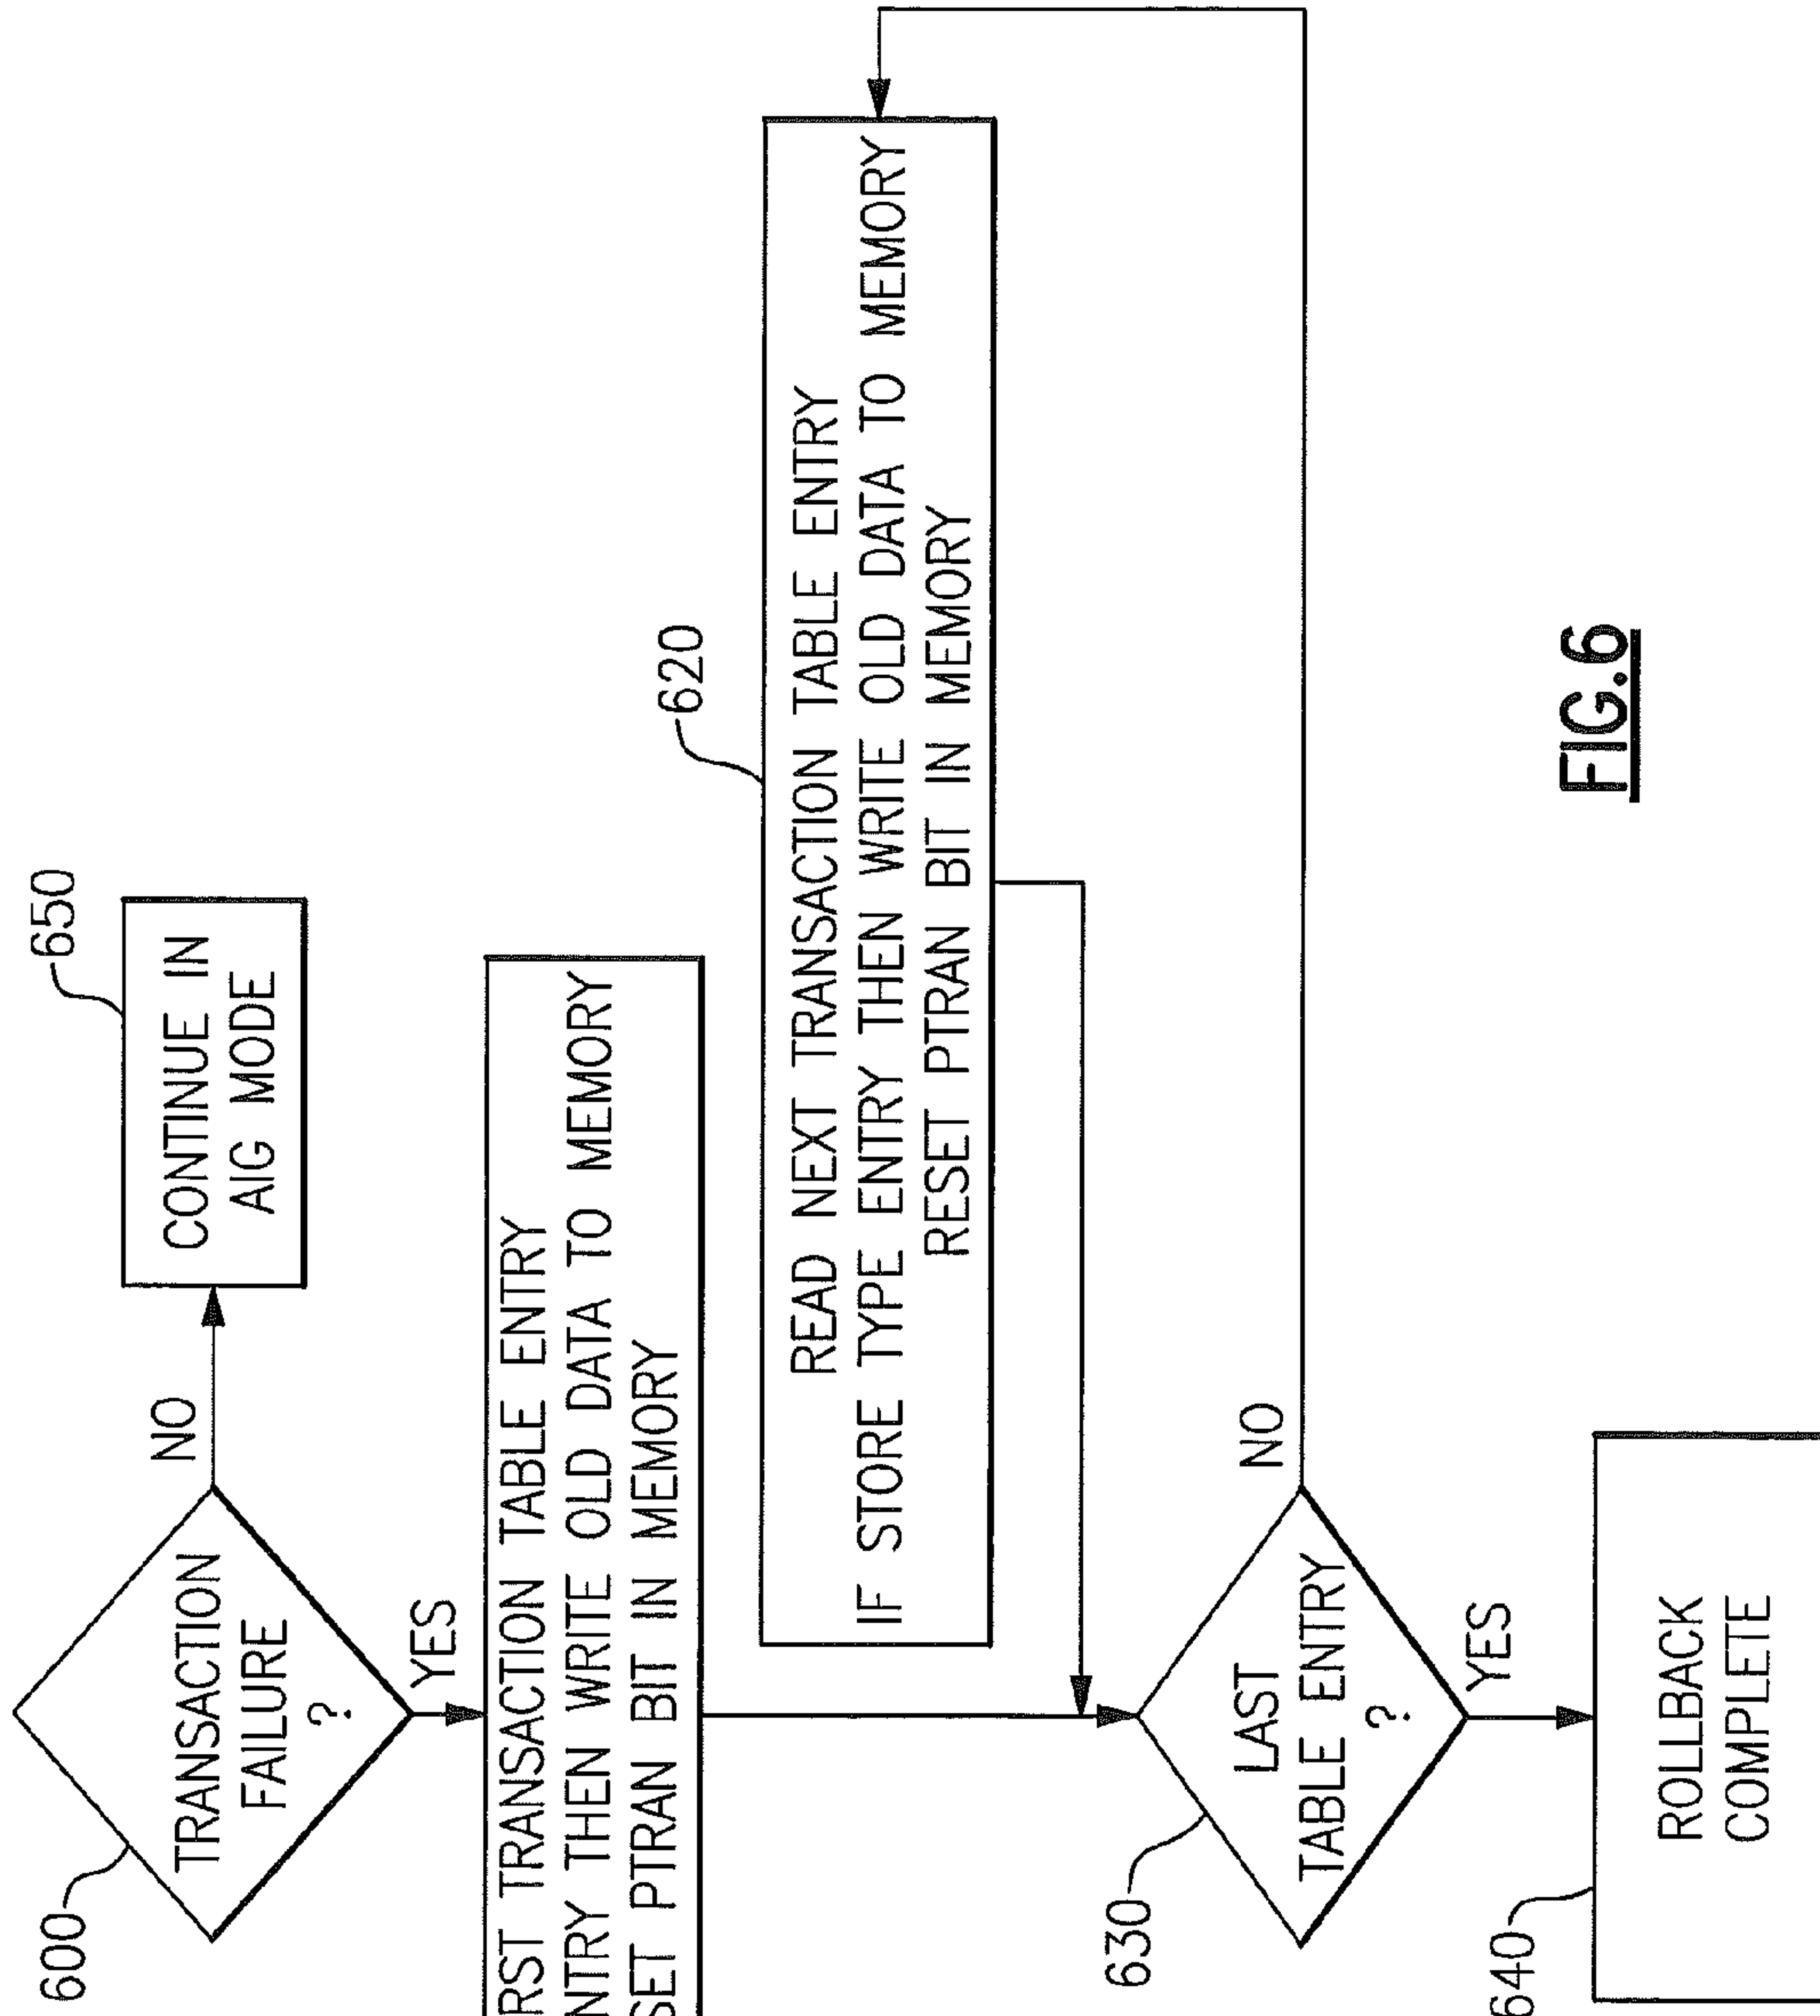 600
TRANSACTION
FAILURE
?
NO
650
CONTINUE IN
AIG MODE
YES
RST TRANSACTION TABLE ENTRY
NTRY THEN WRITE OLD DATA TO MEMORY
SET PTRAN BIT IN MEMORY
620
READ NEXT TRANSACTION TABLE ENTRY
IF STORE TYPE ENTRY THEN WRITE OLD DATA TO MEMORY
RESET PTRAN BIT IN MEMORY
630
LAST
TABLE ENTRY
?
NO
YES
640
ROLLBACK
COMPLETE
FIG.6